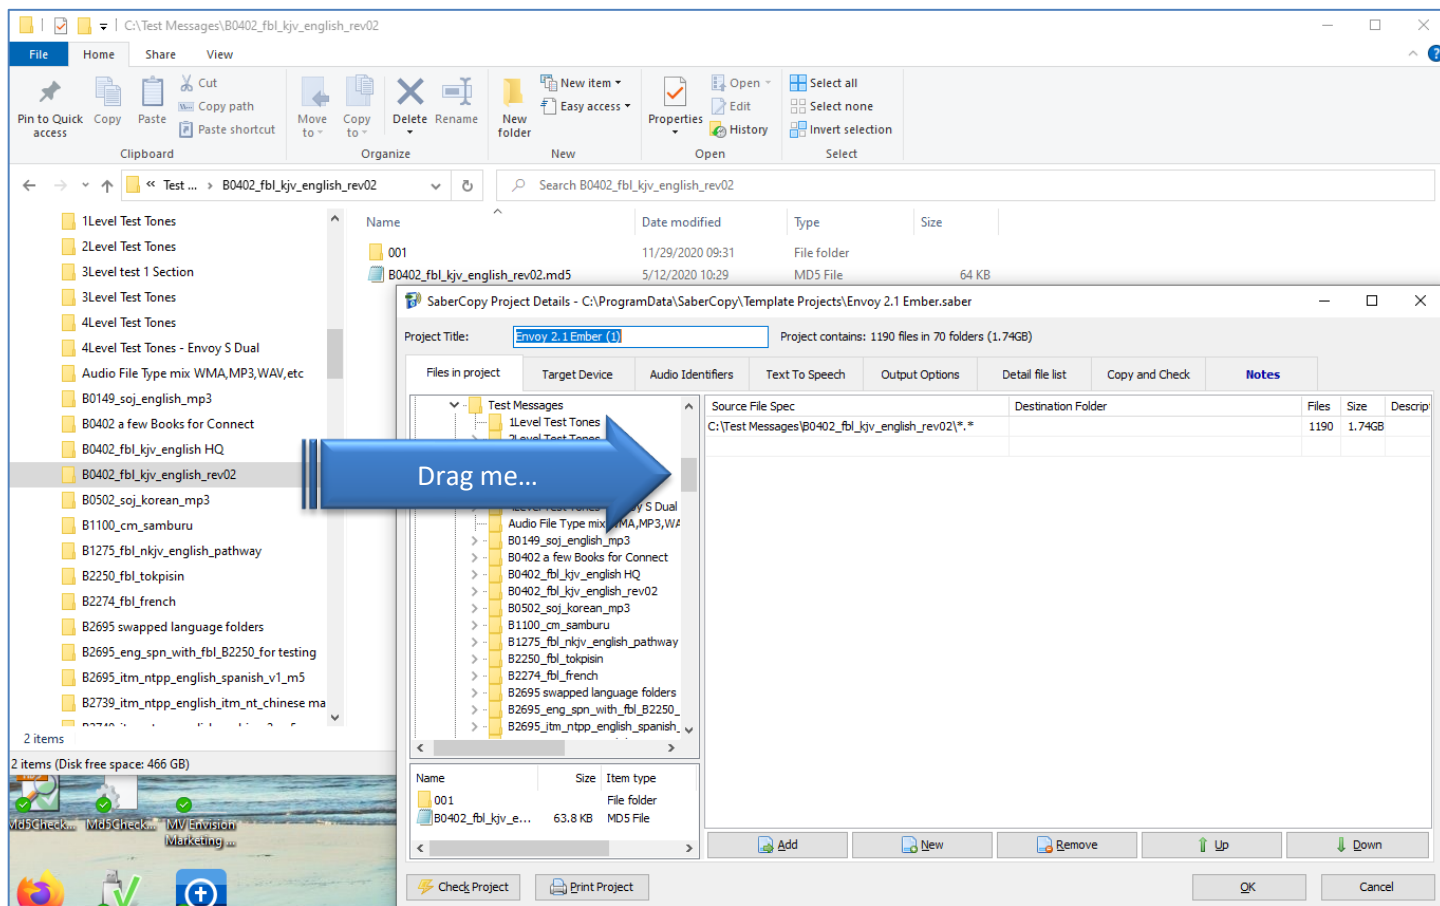 C:\Test Messages\B0402_fbl_kjv_english_rev02
File Home Share View
Pin to Quick access
Copy
Paste
Cut
Copy path
Paste shortcut
Clipboard
Move to
Copy to
Delete
Rename
Organize
New folder
New item
Easy access
New
Properties
Open
Edit
History
Open
Select all
Select none
Invert selection
Select
« Test ... › B0402_fbl_kjv_english_rev02
Search B0402_fbl_kjv_english_rev02
1Level Test Tones
2Level Test Tones
3Level test 1 Section
3Level Test Tones
4Level Test Tones
4Level Test Tones - Envoy S Dual
Audio File Type mix WMA,MP3,WAV,etc
B0149_soj_english_mp3
B0402 a few Books for Connect
B0402_fbl_kjv_english HQ
B0402_fbl_kjv_english_rev02
B0502_soj_korean_mp3
B1100_cm_samburu
B1275_fbl_nkjv_english_pathway
B2250_fbl_tokpisin
B2274_fbl_french
B2695 swapped language folders
B2695_eng_spn_with_fbl_B2250_for testing
B2695_itm_ntpp_english_spanish_v1_m5
B2739_itm_ntpp_english_itm_nt_chinese ma
Name Date modified Type Size
001 11/29/2020 09:31 File folder
B0402_fbl_kjv_english_rev02.md5 5/12/2020 10:29 MD5 File 64 KB
2 items
2 items (Disk free space: 466 GB)
SaberCopy Project Details - C:\ProgramData\SaberCopy\Template Projects\Envoy 2.1 Ember.saber
Project Title: Envoy 2.1 Ember (1) Project contains: 1190 files in 70 folders (1.74GB)
Files in project Target Device Audio Identifiers Text To Speech Output Options Detail file list Copy and Check Notes
Test Messages
1Level Test Tones
2Level Test Tones
Drag me...
y S Dual
Audio File Type mix WMA,MP3,WA
B0149_soj_english_mp3
B0402 a few Books for Connect
B0402_fbl_kjv_english HQ
B0402_fbl_kjv_english_rev02
B0502_soj_korean_mp3
B1100_cm_samburu
B1275_fbl_nkjv_english_pathway
B2250_fbl_tokpisin
B2274_fbl_french
B2695 swapped language folders
B2695_eng_spn_with_fbl_B2250_
B2695_itm_ntpp_english_spanish_
Source File Spec Destination Folder Files Size Descrip
C:\Test Messages\B0402_fbl_kjv_english_rev02\*.* 1190 1.74GB
Name Size Item type
001 File folder
B0402_fbl_kjv_e... 63.8 KB MD5 File
Add New Remove Up Down
Check Project Print Project OK Cancel
Md5Check... Md5Check... MV Envision Marketing ...